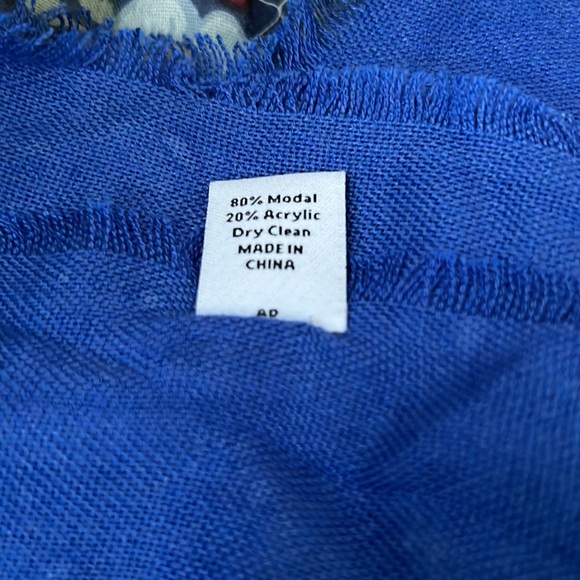 80% Modal
20% Acrylic
Dry Clean
MADE IN
CHINA